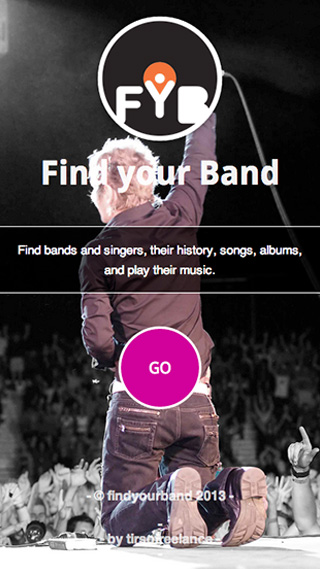 FYB
Find your Band
Find bands and singers, their history, songs, albums,
and play their music.
GO
- © findyourband 2013 -
-
- by tirsofreelance -